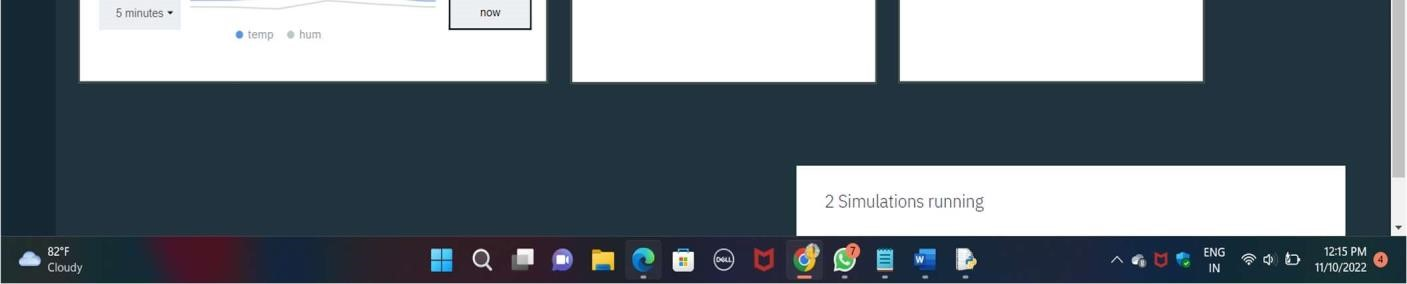 5 minutes
now
temp hum
2 Simulations running
82°F
Cloudy
DELL
7
ENG
IN
12:15 PM
11/10/2022
4